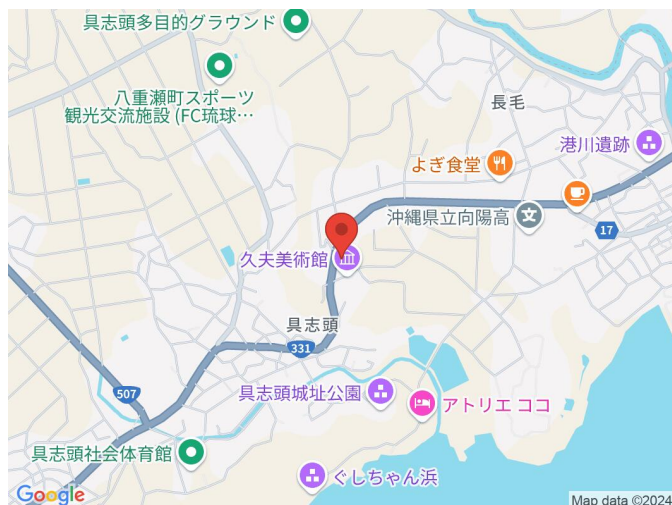 具志頭多目的グラウンド
八重瀬町スポーツ
観光交流施設 (FC琉球…
長毛
港川遺跡
よぎ食堂
沖縄県立向陽高
17
久夫美術館
具志頭
331
507
具志頭城址公園
アトリエ ココ
具志頭社会体育館
ぐしちゃん浜
Google
Map data ©2024